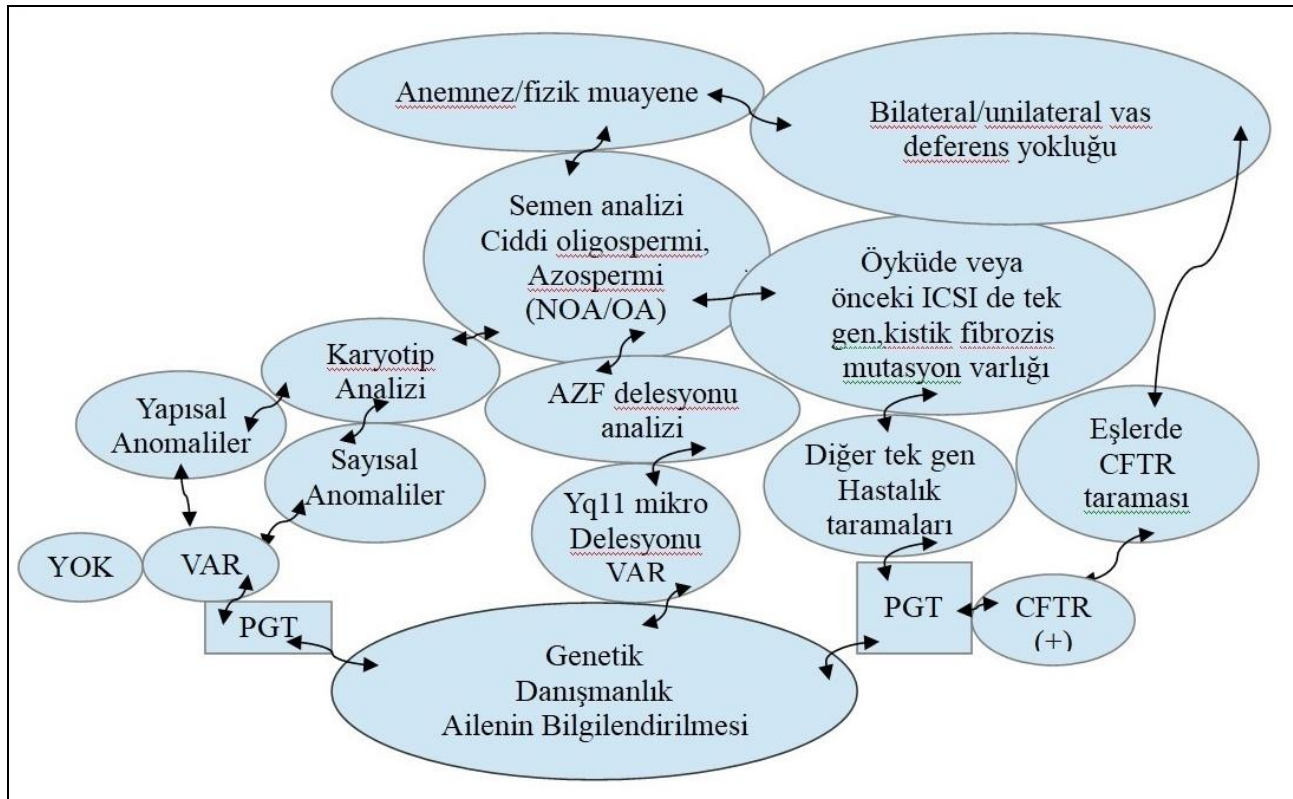 Anemnez/fizik muayene
Bilateral/unilateral vas
deferens yokluğu
Semen analizi
Ciddi oligospermi,
Azospermi
(NOA/OA)
Öyküde veya
önceki ICSI de tek
gen,kistik fibrozis
mutasyon varlığı
Karyotip
Analizi
Yapısal
Anomaliler
Sayısal
Anomaliler
AZF delesyonu
analizi
Diğer tek gen
Hastalık
taramaları
Eşlerde
CFTR
taraması
Yq11 mikro
Delesyonu
VAR
YOK
VAR
PGT
PGT
CFTR
(+)
Genetik
Danışmanlık
Ailenin Bilgilendirilmesi